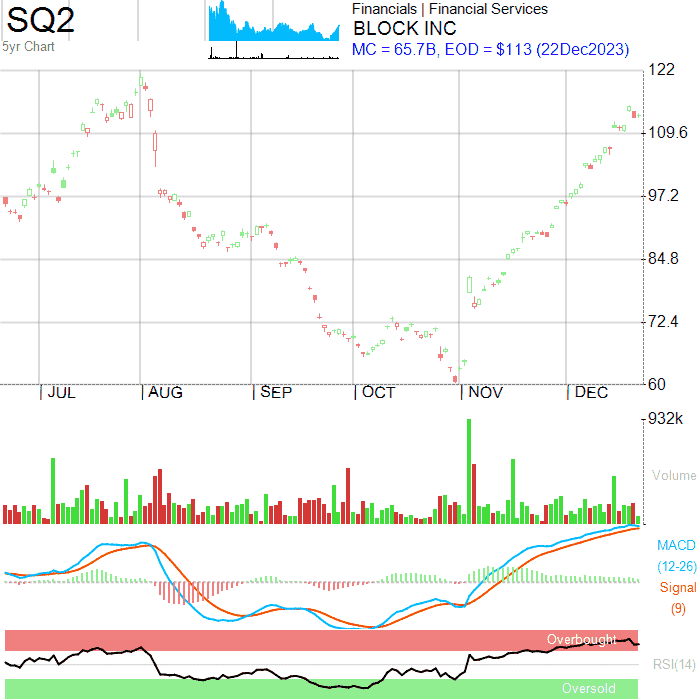 SQ2
5yr Chart
Financials | Financial Services
BLOCK INC
MC = 65.7B, EOD = $113 (22Dec2023)
122
109.6
97.2
84.8
72.4
60
JUL AUG SEP OCT NOV DEC
932k
Volume
MACD
(12-26)
Signal
(9)
Overbought
RSI(14)
Oversold